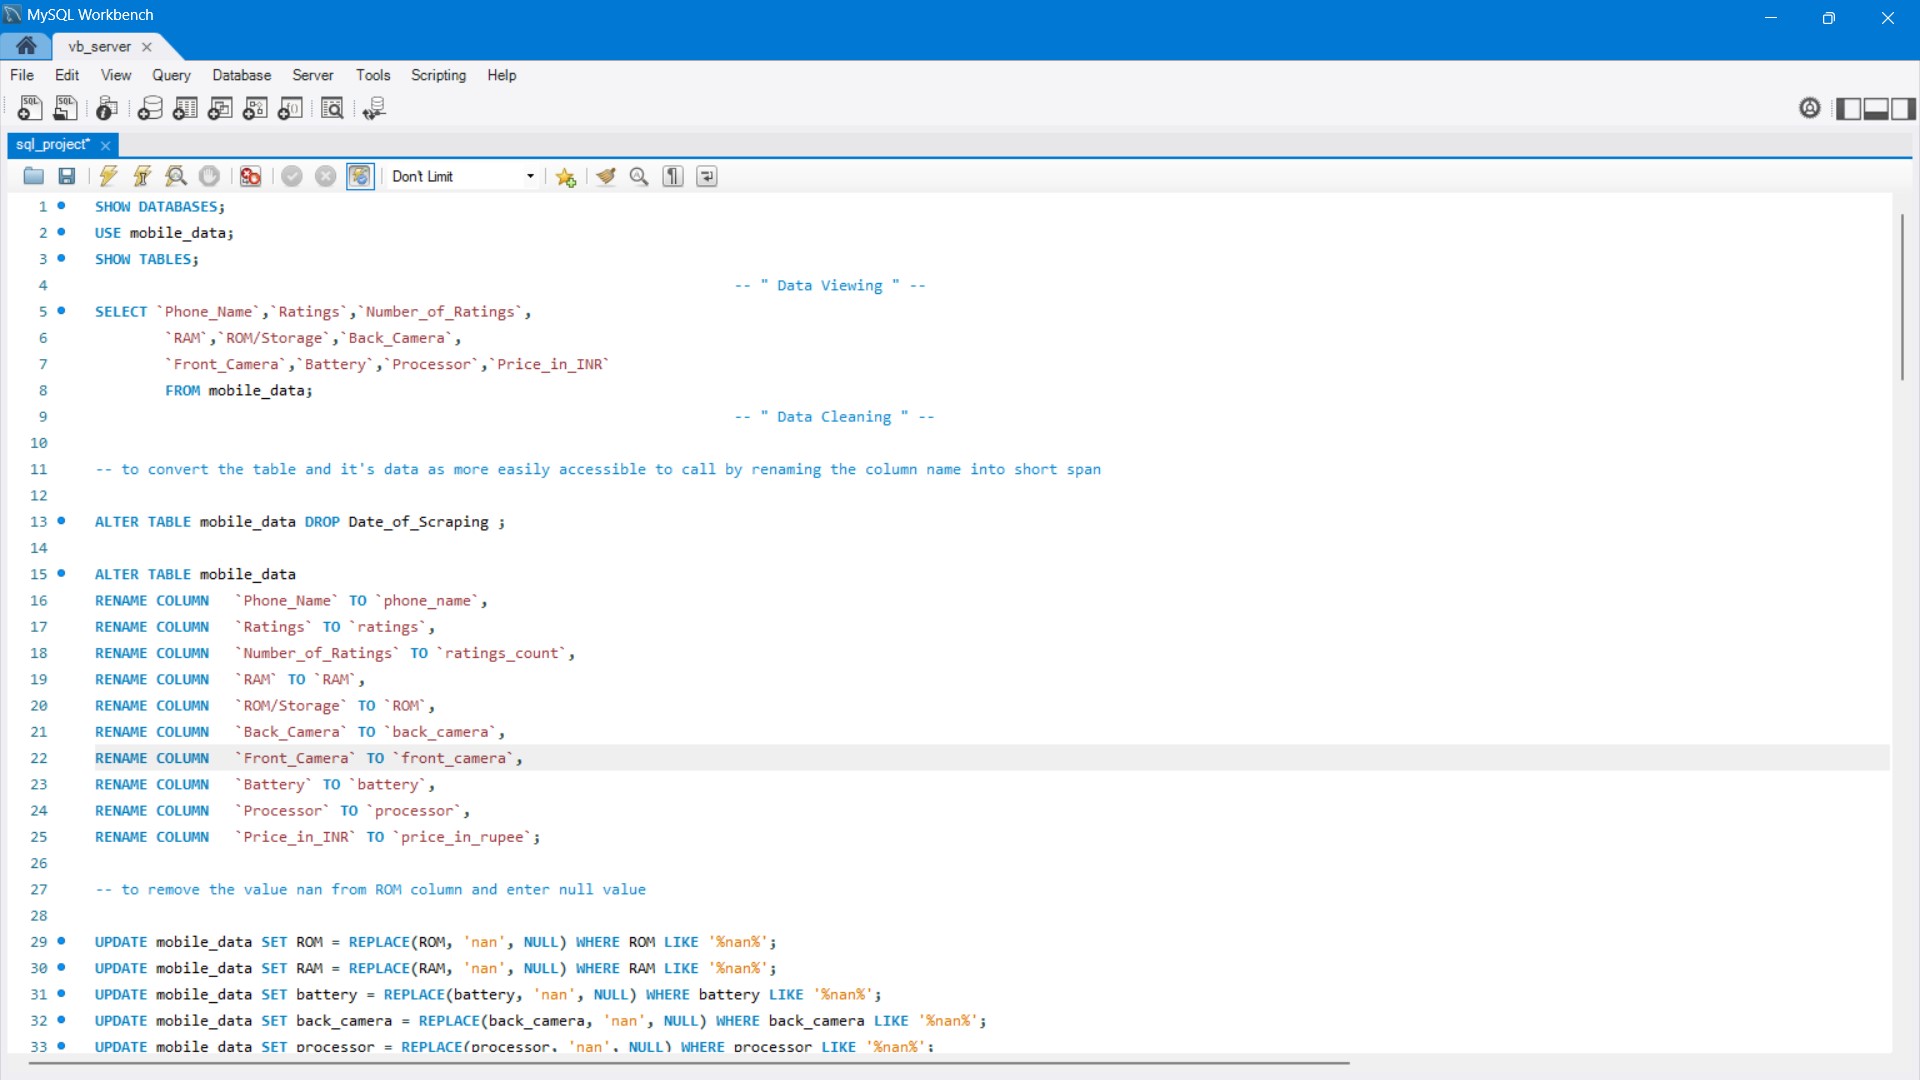 MySQL Workbench
vb_server
File Edit View Query Database Server Tools Scripting Help
sql_project*
Don't Limit
1 SHOW DATABASES;
2 USE mobile_data;
3 SHOW TABLES;
4 -- " Data Viewing " --
5 SELECT `Phone_Name`,`Ratings`,`Number_of_Ratings`,
6 `RAM`,`ROM/Storage`,`Back_Camera`,
7 `Front_Camera`,`Battery`,`Processor`,`Price_in_INR`
8 FROM mobile_data;
9 -- " Data Cleaning " --
10
11 -- to convert the table and it's data as more easily accessible to call by renaming the column name into short span
12
13 ALTER TABLE mobile_data DROP Date_of_Scraping ;
14
15 ALTER TABLE mobile_data
16 RENAME COLUMN `Phone_Name` TO `phone_name`,
17 RENAME COLUMN `Ratings` TO `ratings`,
18 RENAME COLUMN `Number_of_Ratings` TO `ratings_count`,
19 RENAME COLUMN `RAM` TO `RAM`,
20 RENAME COLUMN `ROM/Storage` TO `ROM`,
21 RENAME COLUMN `Back_Camera` TO `back_camera`,
22 RENAME COLUMN `Front_Camera` TO `front_camera`,
23 RENAME COLUMN `Battery` TO `battery`,
24 RENAME COLUMN `Processor` TO `processor`,
25 RENAME COLUMN `Price_in_INR` TO `price_in_rupee`;
26
27 -- to remove the value nan from ROM column and enter null value
28
29 UPDATE mobile_data SET ROM = REPLACE(ROM, 'nan', NULL) WHERE ROM LIKE '%nan%';
30 UPDATE mobile_data SET RAM = REPLACE(RAM, 'nan', NULL) WHERE RAM LIKE '%nan%';
31 UPDATE mobile_data SET battery = REPLACE(battery, 'nan', NULL) WHERE battery LIKE '%nan%';
32 UPDATE mobile_data SET back_camera = REPLACE(back_camera, 'nan', NULL) WHERE back_camera LIKE '%nan%';
33 UPDATE mobile_data SET processor = REPLACE(processor, 'nan', NULL) WHERE processor LIKE '%nan%';